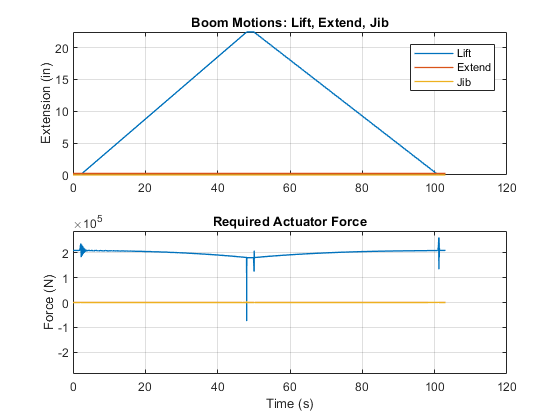 Boom Motions: Lift, Extend, Jib
Extension (in)
20
15
10
5
0
0 20 40 60 80 100 120
Lift
Extend
Jib
Required Actuator Force
×10⁵
Force (N)
2
1
0
-1
-2
0 20 40 60 80 100 120
Time (s)